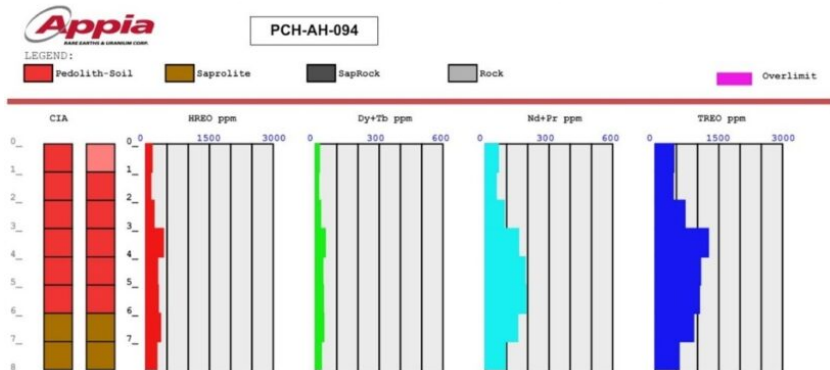 Appia
RARE EARTHS & URANIUM CORP.
PCH-AH-094
LEGEND:
Pedolith-Soil Saprolite SapRock Rock Overlimit
CIA HREO ppm Dy+Tb ppm Nd+Pr ppm TREO ppm
0 1500 3000 0 300 600 0 300 600 0 1500 3000
0_ 0_
1_ 1_
2_ 2_
3_ 3_
4_ 4_
5_ 5_
6_ 6_
7_ 7_
8